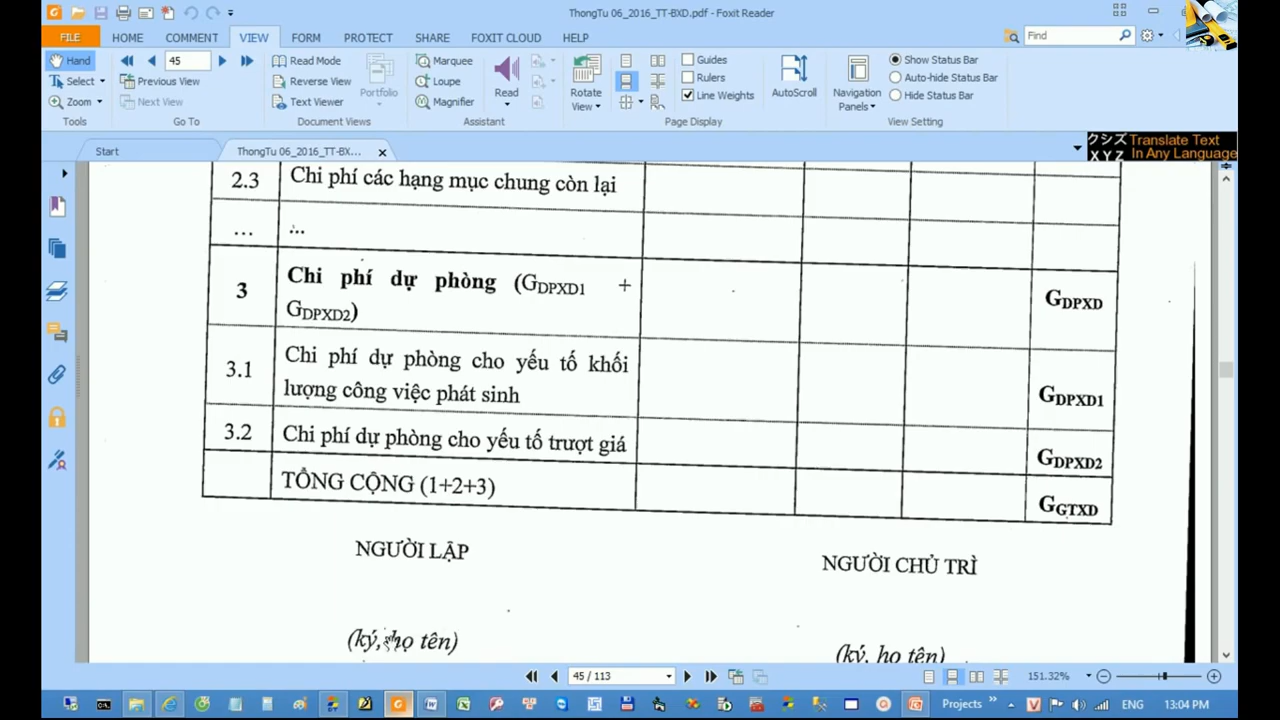 ThongTu 06_2016_TT-BXD.pdf - Foxit Reader
FILE HOME COMMENT VIEW FORM PROTECT SHARE FOXIT CLOUD HELP Find
Hand 45 Read Mode Marquee Guides Show Status Bar
Select Previous View Reverse View Loupe Rulers Auto-hide Status Bar
Zoom Next View Portfolio Text Viewer Magnifier Read Rotate View Line Weights AutoScroll Navigation Panels Hide Status Bar
Tools Go To Document Views Assistant Page Display View Setting
Start ThongTu 06_2016_TT-BX... クシズ Translate Text
XYZ In Any Language
2.3 Chi phí các hạng mục chung còn lại
... ...
3 Chi phí dự phòng (GDPXD1 + GDPXD
GDPXD2)
3.1 Chi phí dự phòng cho yếu tố khối
lượng công việc phát sinh GDPXD1
3.2 Chi phí dự phòng cho yếu tố trượt giá GDPXD2
TỔNG CỘNG (1+2+3) GGTXD
NGƯỜI LẬP NGƯỜI CHỦ TRÌ
(ký, họ tên) (ký, họ tên)
45 / 113 151.32%
Projects ENG 13:04 PM